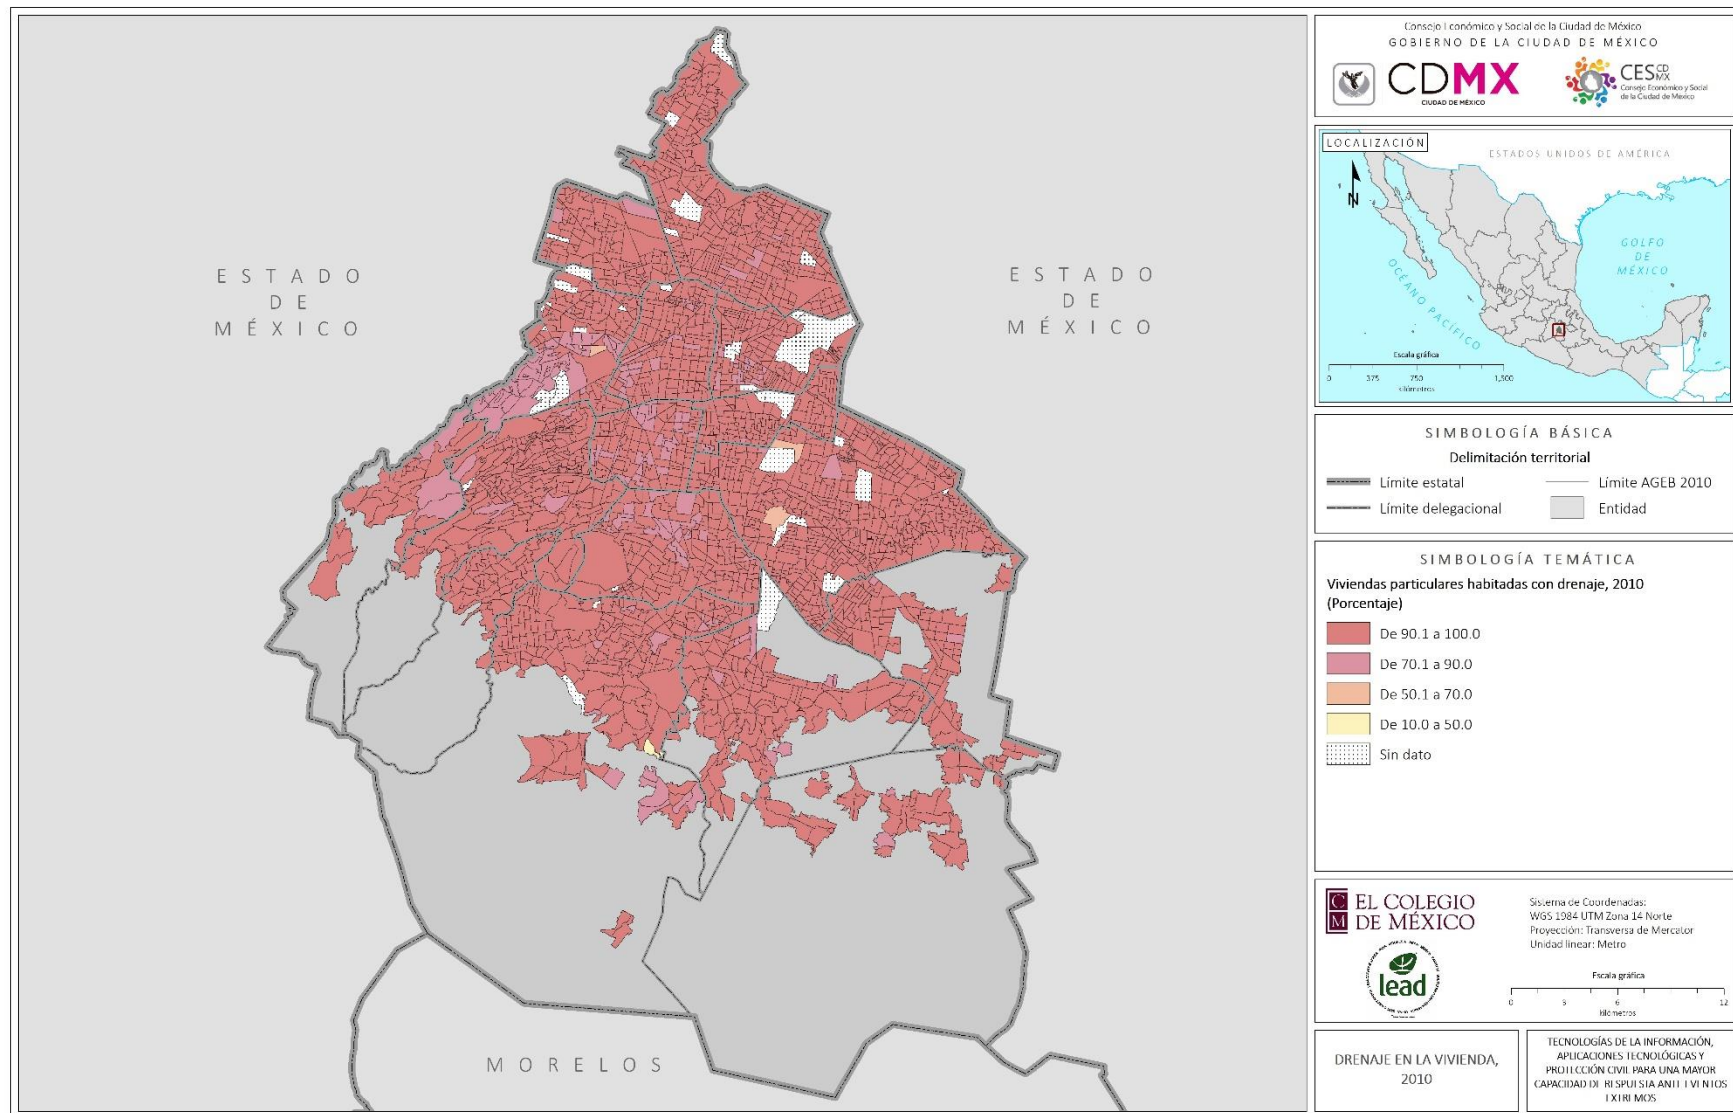 ESTADO
DE
MÉXICO
ESTADO
DE
MÉXICO
MORELOS
Consejo Económico y Social de la Ciudad de México
GOBIERNO DE LA CIUDAD DE MÉXICO
CDMX
CIUDAD DE MÉXICO
CES CD
MX
Consejo Económico y Social
de la Ciudad de México
LOCALIZACIÓN
N
ESTADOS UNIDOS DE AMÉRICA
GOLFO
DE
MÉXICO
OCÉANO PACÍFICO
Escala gráfica
0 375 750 1,500
kilómetros
SIMBOLOGÍA BÁSICA
Delimitación territorial
Límite estatal
Límite AGEB 2010
Límite delegacional
Entidad
SIMBOLOGÍA TEMÁTICA
Viviendas particulares habitadas con drenaje, 2010
(Porcentaje)
De 90.1 a 100.0
De 70.1 a 90.0
De 50.1 a 70.0
De 10.0 a 50.0
Sin dato
CM
EL COLEGIO
DE MÉXICO
lead
Sistema de Coordenadas:
WGS 1984 UTM Zona 14 Norte
Proyección: Transversa de Mercator
Unidad linear: Metro
Escala gráfica
0 3 6 12
kilómetros
DRENAJE EN LA VIVIENDA,
2010
TECNOLOGÍAS DE LA INFORMACIÓN,
APLICACIONES TECNOLÓGICAS Y
PROTECCIÓN CIVIL PARA UNA MAYOR
CAPACIDAD DE RESPUESTA ANTE EVENTOS
EXTREMOS